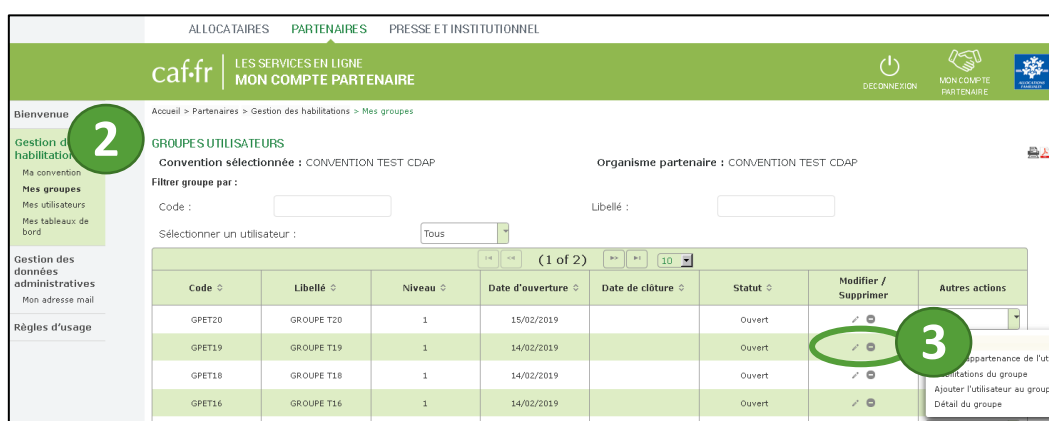 ALLOCATAIRES PARTENAIRES PRESSE ET INSTITUTIONNEL
caf.fr LES SERVICES EN LIGNE
MON COMPTE PARTENAIRE
DECONNEXION
MON COMPTE
PARTENAIRE
ALLOCATIONS
FAMILIALES
Bienvenue
Accueil > Partenaires > Gestion des habilitations > Mes groupes
2
Gestion
Ma convention
Mes groupes
Mes utilisateurs
Mes tableaux de
bord
Gestion des
données
administratives
Mon adresse mail
Règles d'usage
GROUPES UTILISATEURS
Convention sélectionnée : CONVENTION TEST CDAP Organisme partenaire : CONVENTION TEST CDAP
Filtrer groupe par :
Code : Libellé :
Sélectionner un utilisateur : Tous
(1 of 2) 10
Code Libellé Niveau Date d'ouverture Date de clôture Statut Modifier /
Supprimer Autres actions
GPET20 GROUPE T20 1 15/02/2019 Ouvert
GPET19 GROUPE T19 1 14/02/2019 Ouvert
GPET18 GROUPE T18 1 14/02/2019 Ouvert
GPET16 GROUPE T16 1 14/02/2019 Ouvert
3
appartenance de l'ut
du groupe
Ajouter l'utilisateur au group
Détail du groupe